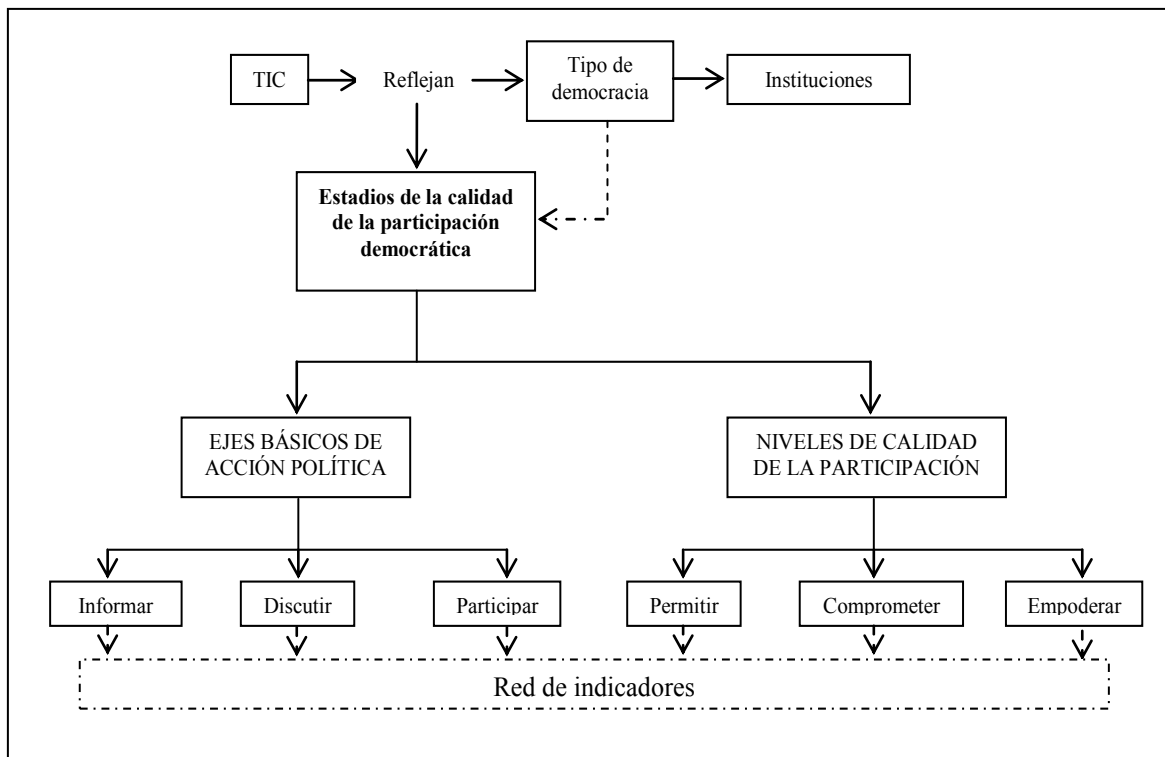 TIC
Reflejan
Tipo de
democracia
Instituciones
Estadios de la calidad
de la participación
democrática
EJES BÁSICOS DE
ACCIÓN POLÍTICA
NIVELES DE CALIDAD
DE LA PARTICIPACIÓN
Informar
Discutir
Participar
Permitir
Comprometer
Empoderar
Red de indicadores